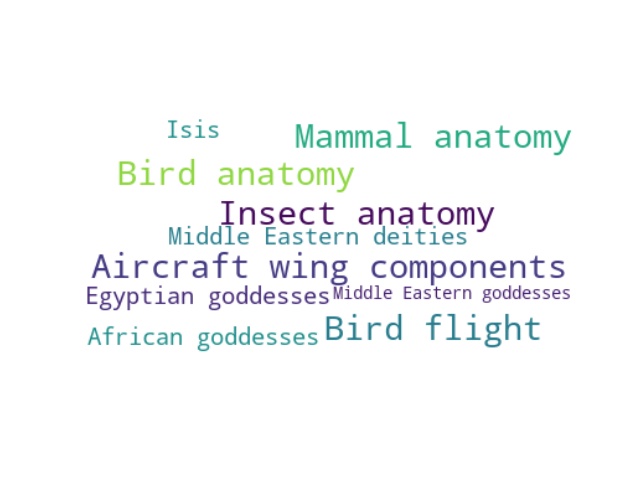 Isis
Mammal anatomy
Bird anatomy
Insect anatomy
Middle Eastern deities
Aircraft wing components
Egyptian goddesses
Middle Eastern goddesses
African goddesses
Bird flight